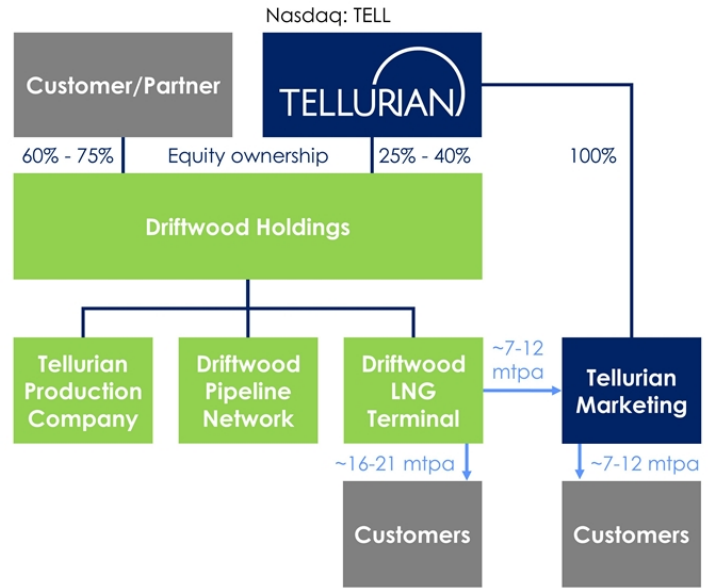 Nasdaq: TELL
Customer/Partner
TELLURIAN
60% - 75%
Equity ownership
25% - 40%
100%
Driftwood Holdings
Tellurian
Production
Company
Driftwood
Pipeline
Network
Driftwood
LNG
Terminal
~7-12
mtpa
Tellurian
Marketing
~16-21 mtpa
~7-12 mtpa
Customers
Customers